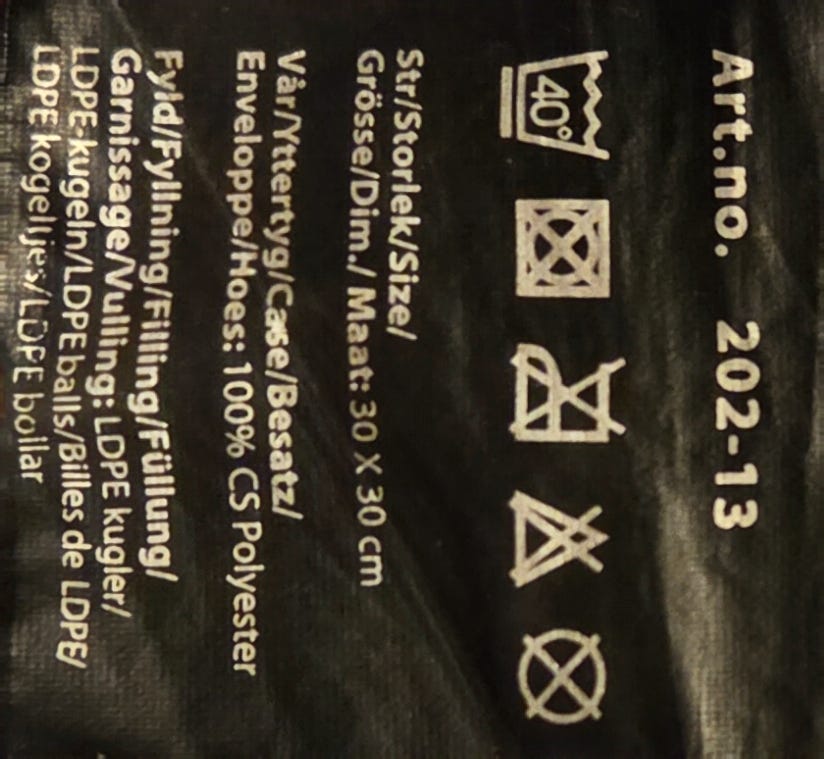 Art.no. 202-13
40°
Str/Storlek/Size/
Grösse/Dim./ Maat: 30 X 30 cm
Vår/Yttertyg/Case/Besatz/
Enveloppe/Hoes: 100% CS Polyester
Fyld/Fyllning/Filling/Füllung/
Garnissage/Vulling: LDPE kugler/
LDPE-kugeln/LDPE balls/Billes de LDPE/
LDPE kogeltjes/LDPE bollar